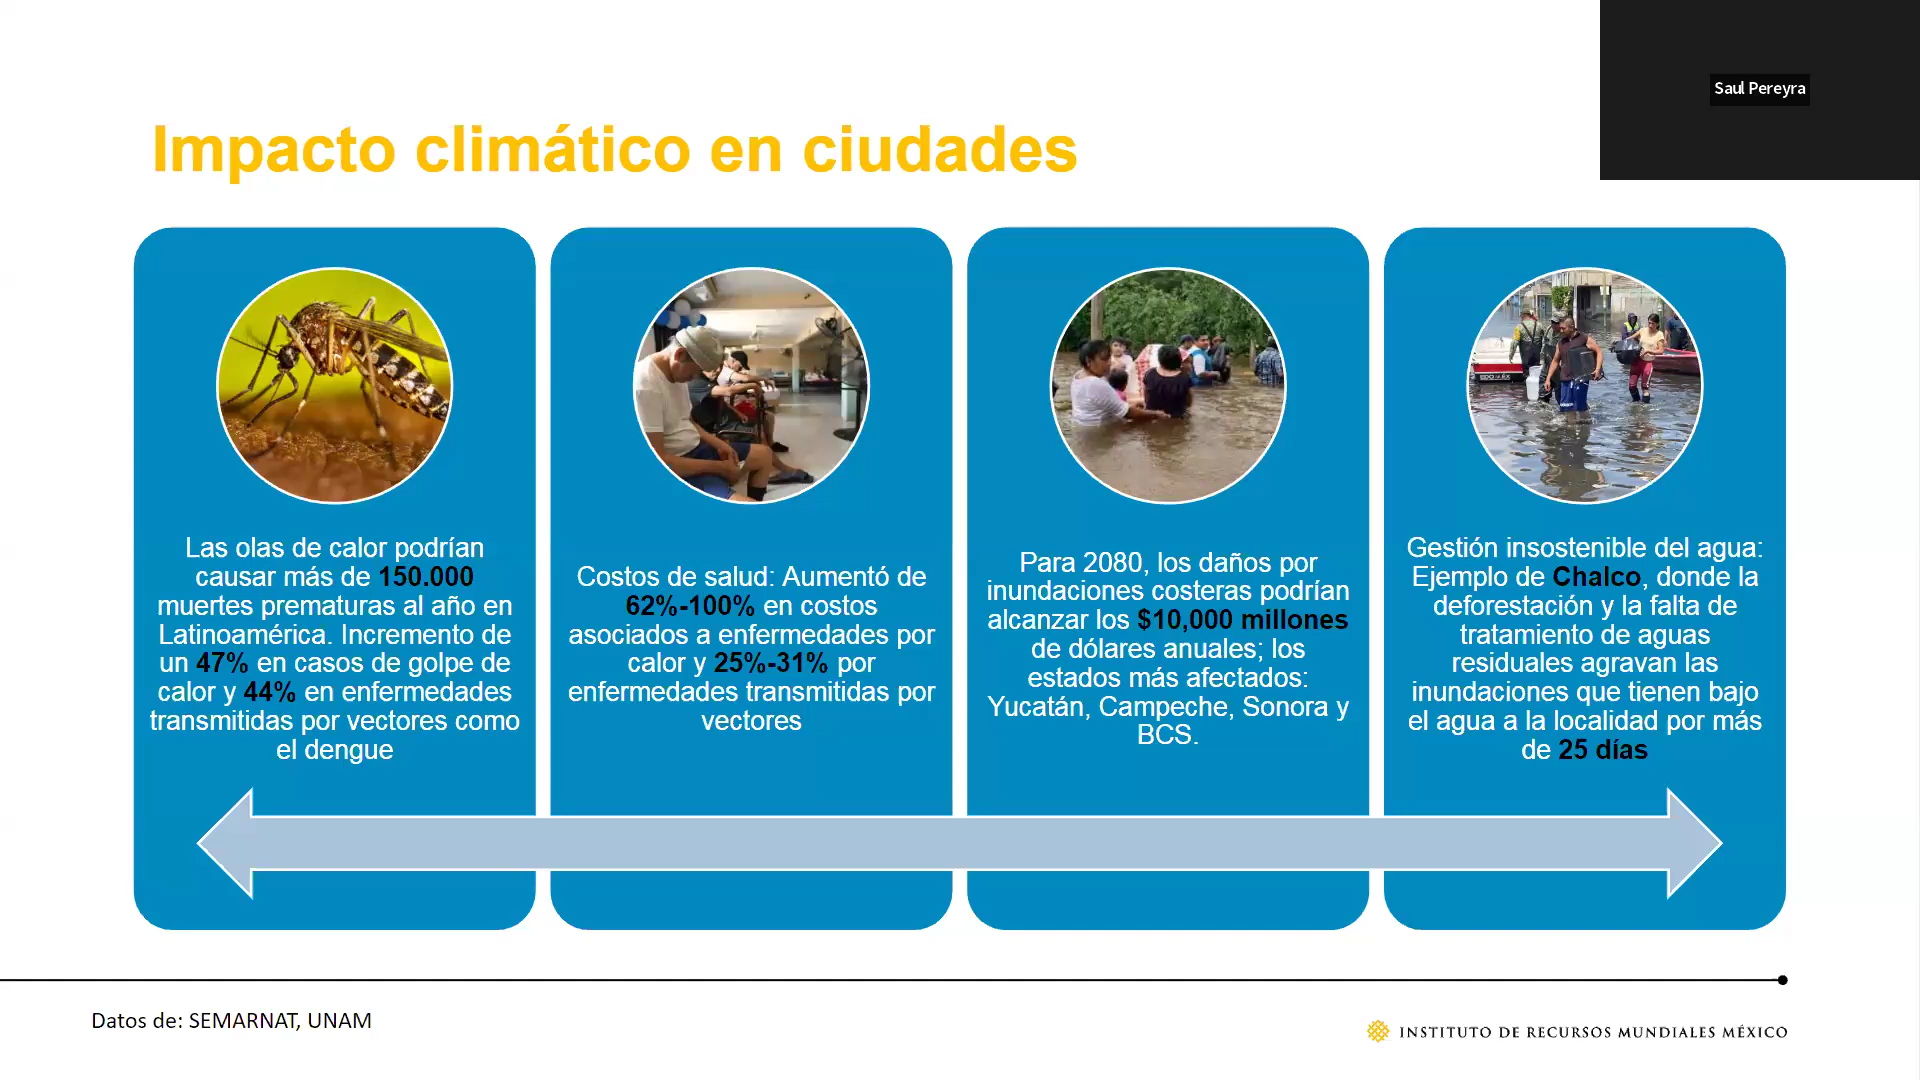 Saul Pereyra
Impacto climático en ciudades
Las olas de calor podrían
causar más de 150.000
muertes prematuras al año en
Latinoamérica. Incremento de
un 47% en casos de golpe de
calor y 44% en enfermedades
transmitidas por vectores como
el dengue
Costos de salud: Aumentó de
62%-100% en costos
asociados a enfermedades por
calor y 25%-31% por
enfermedades transmitidas por
vectores
Para 2080, los daños por
inundaciones costeras podrían
alcanzar los $10,000 millones
de dólares anuales; los
estados más afectados:
Yucatán, Campeche, Sonora y
BCS.
Gestión insostenible del agua:
Ejemplo de Chalco, donde la
deforestación y la falta de
tratamiento de aguas
residuales agravan las
inundaciones que tienen bajo
el agua a la localidad por más
de 25 días
Datos de: SEMARNAT, UNAM
INSTITUTO DE RECURSOS MUNDIALES MÉXICO